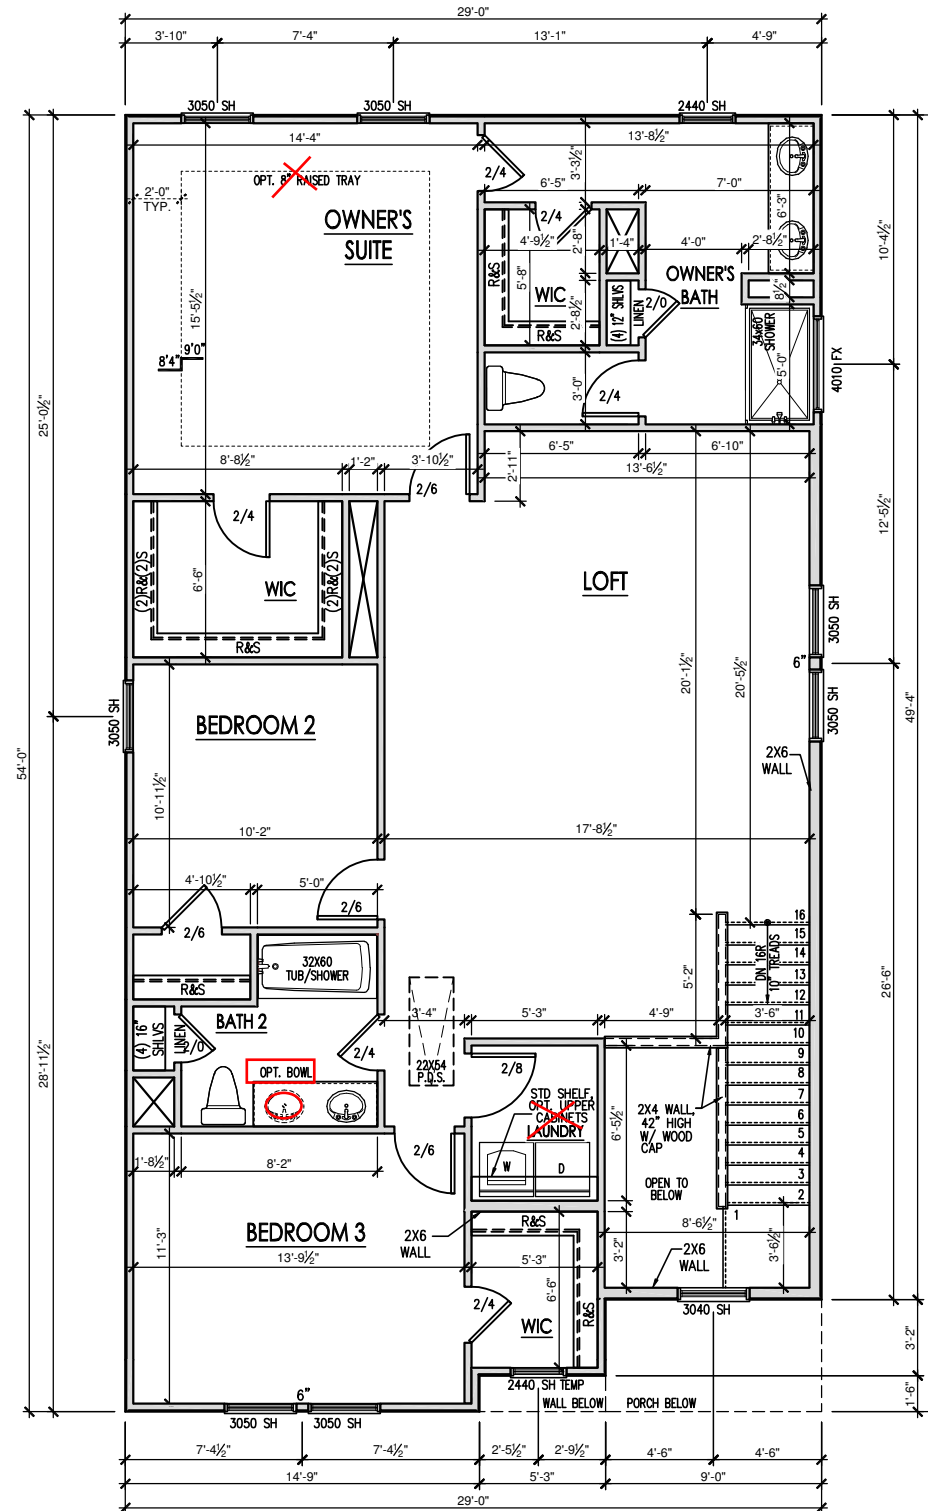 29'-0"
3'-10" 7'-4" 13'-1" 4'-9"
3050 SH 3050 SH 2440 SH
14'-4" 13'-8½"
OPT. 8" RAISED TRAY
2/4
3'-3½"
6'-5" 7'-0"
2'-0"
TYP.
OWNER'S
SUITE
6'-3"
10'-4½"
2/4
4'-9½" 2'-8" 1'-4" 4'-0" 2'-8½"
R&S
5'-8"
WIC
OWNER'S
BATH
8½"
15'-5½"
2'-8½"
(4) 12" SHLVS
LINEN
2/0
R&S
34x60
SHOWER
5'-0"
4010 FX
8'4" 9'0"
3'-0"
2/4
25'-0½"
6'-5" 6'-10"
8'-8½" 1'-2" 3'-10½"
2'-11"
13'-6½"
2/6
2/4
12'-5½"
(2)R&(2)S
6'-6"
WIC
(2)R&(2)S
R&S
LOFT
3050 SH
6"
20'-1½"
20'-5½"
3050 SH
3050 SH
BEDROOM 2
49'-4"
54'-0"
2X6
WALL
10'-11½"
10'-2" 17'-8½"
4'-10½" 5'-0"
2/6
2/6
16
15
14
13
12
11
10
9
8
7
6
5
4
3
2
1
DN 16R
10" TREADS
32X60
TUB/SHOWER
R&S
5'-2"
26'-6"
(4) 16"
SHLVS
LINEN
2/0
BATH 2
2/4
3'-4" 5'-3" 4'-9" 3'-6"
22X54
P.D.S.
2/8
OPT. BOWL
28'-11½"
STD SHELF,
OPT. UPPER
CABINETS
LAUNDRY
6'-5½"
2X4 WALL,
42" HIGH
W/ WOOD
CAP
W D
2/6
1'-8½" 8'-2"
OPEN TO
BELOW
BEDROOM 3
11'-3"
13'-9½"
2X6
WALL
R&S
5'-3"
3'-2"
8'-6½"
3'-6½"
2X6
WALL
6'-6"
2/4
WIC
R&S
3040 SH
3'-2"
1'-6"
2440 SH TEMP
WALL BELOW PORCH BELOW
6"
3050 SH 3050 SH
7'-4½" 7'-4½" 2'-5½" 2'-9½" 4'-6" 4'-6"
14'-9" 5'-3" 9'-0"
29'-0"